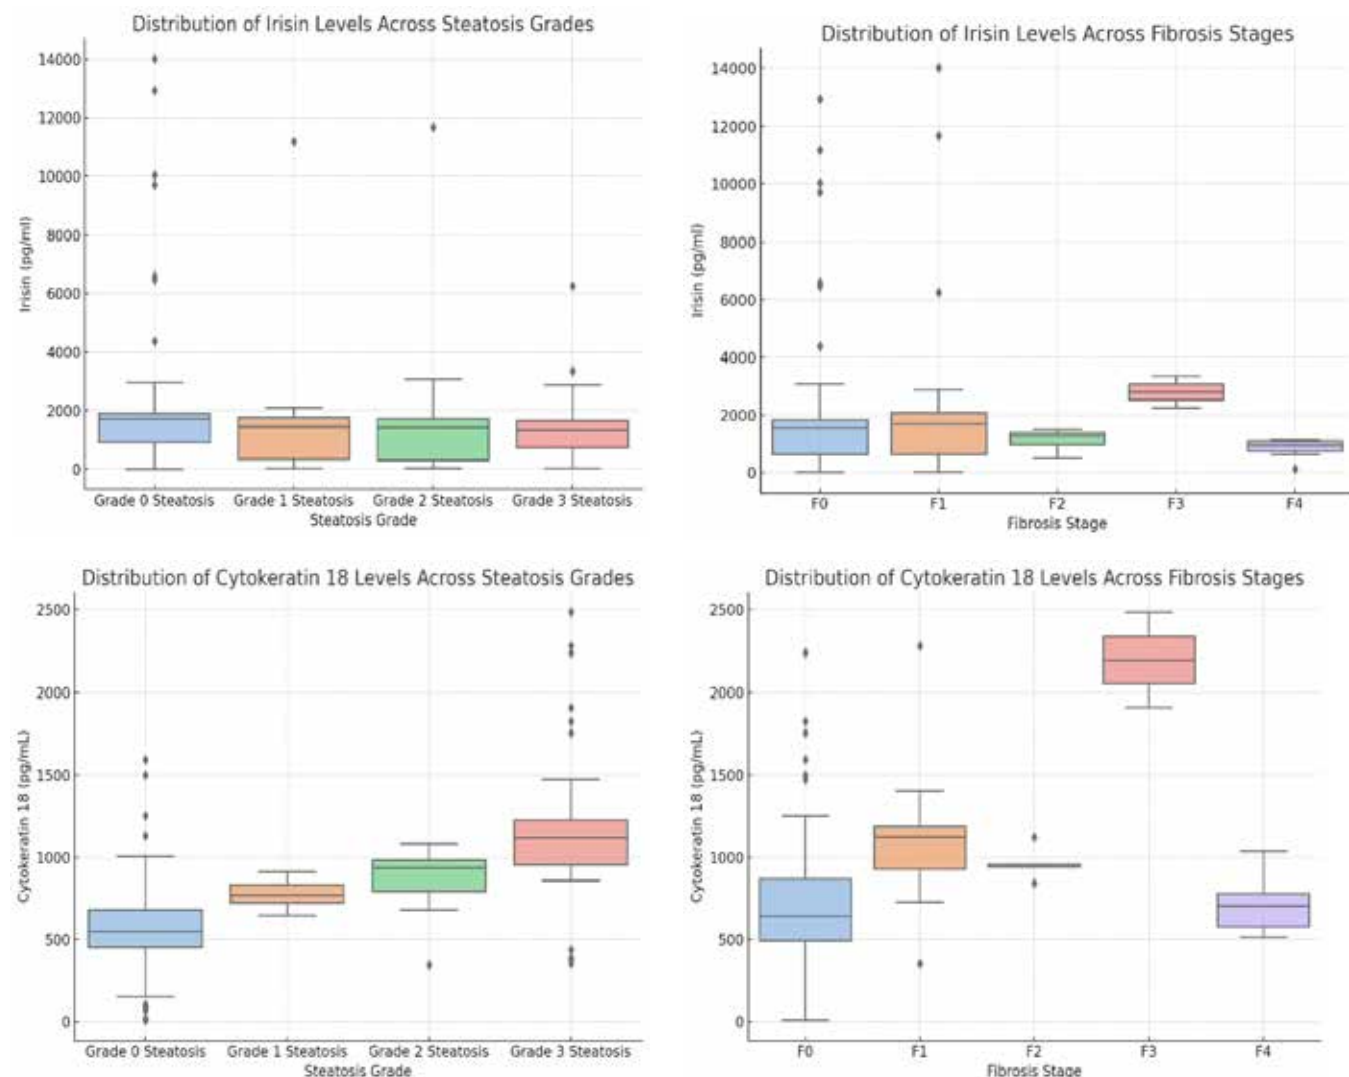 Distribution of Irisin Levels Across Steatosis Grades
14000
12000
10000
8000
6000
4000
2000
0
Irisin (pg/ml)
Grade 0 Steatosis Grade 1 Steatosis Grade 2 Steatosis Grade 3 Steatosis
Steatosis Grade
Distribution of Irisin Levels Across Fibrosis Stages
14000
12000
10000
8000
6000
4000
2000
0
Irisin (pg/ml)
F0 F1 F2 F3 F4
Fibrosis Stage
Distribution of Cytokeratin 18 Levels Across Steatosis Grades
2500
2000
1500
1000
500
0
Cytokeratin 18 (pg/mL)
Grade 0 Steatosis Grade 1 Steatosis Grade 2 Steatosis Grade 3 Steatosis
Steatosis Grade
Distribution of Cytokeratin 18 Levels Across Fibrosis Stages
2500
2000
1500
1000
500
0
Cytokeratin 18 (pg/mL)
F0 F1 F2 F3 F4
Fibrosis Stage